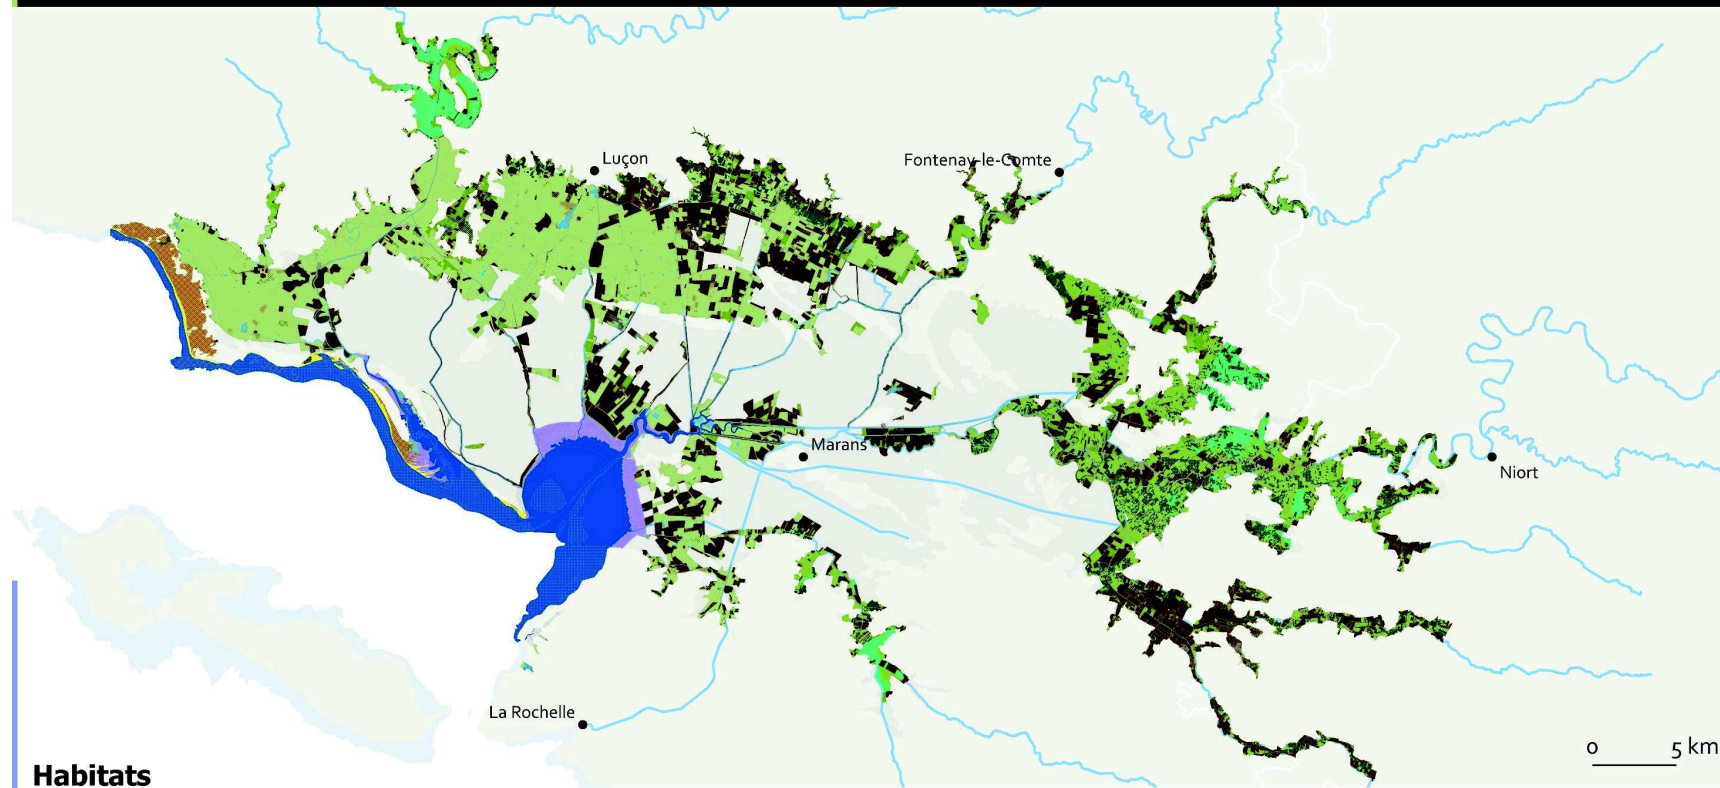 Luçon
Fontenay-le-Comte
Marans
Niort
La Rochelle
0 5 km
Habitats